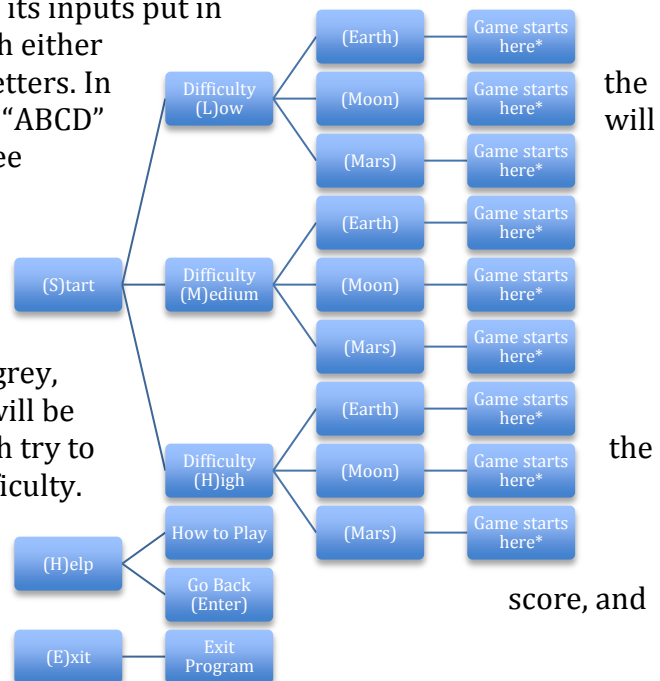 its inputs put in
h either
etters. In
the
"ABCD"
will
ee
grey,
will be
h try to
the
ficulty.
score, and
(S)tart
Difficulty
(L)ow
(Earth)
Game starts
here*
(Moon)
Game starts
here*
(Mars)
Game starts
here*
Difficulty
(M)edium
(Earth)
Game starts
here*
(Moon)
Game starts
here*
(Mars)
Game starts
here*
Difficulty
(H)igh
(Earth)
Game starts
here*
(Moon)
Game starts
here*
(Mars)
Game starts
here*
(H)elp
How to Play
Go Back
(Enter)
(E)xit
Exit
Program